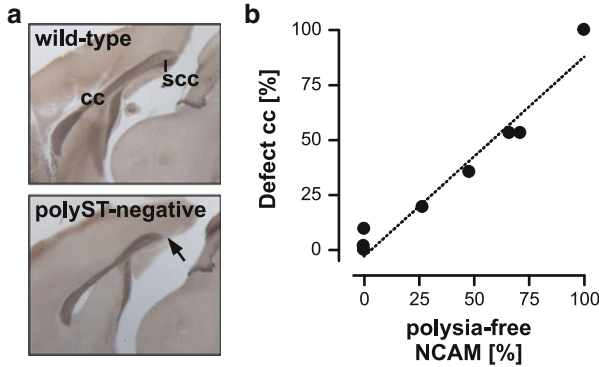 a
wild-type
cc
scc
polyST-negative
b
Defect cc [%]
100
75
50
25
0
0 25 50 75 100
polysia-free
NCAM [%]